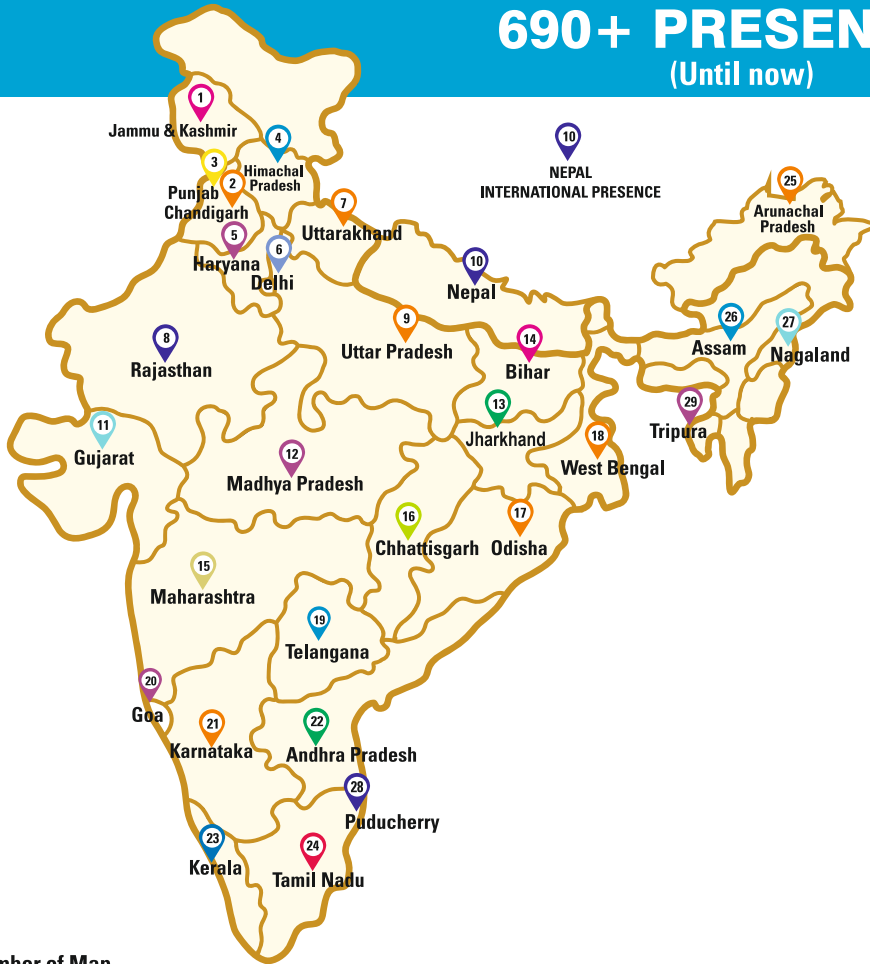 690+ PRESEN
(Until now)
1
Jammu & Kashmir
4
Himachal
Pradesh
3
Punjab
2
Chandigarh
10
NEPAL
INTERNATIONAL PRESENCE
25
Arunachal
Pradesh
7
Uttarakhand
5
Haryana
6
Delhi
10
Nepal
8
Rajasthan
9
Uttar Pradesh
14
Bihar
26
Assam
27
Nagaland
11
Gujarat
12
Madhya Pradesh
13
Jharkhand
18
West Bengal
29
Tripura
16
Chhattisgarh
17
Odisha
15
Maharashtra
19
Telangana
20
Goa
21
Karnataka
22
Andhra Pradesh
28
Puducherry
23
Kerala
24
Tamil Nadu
of Map